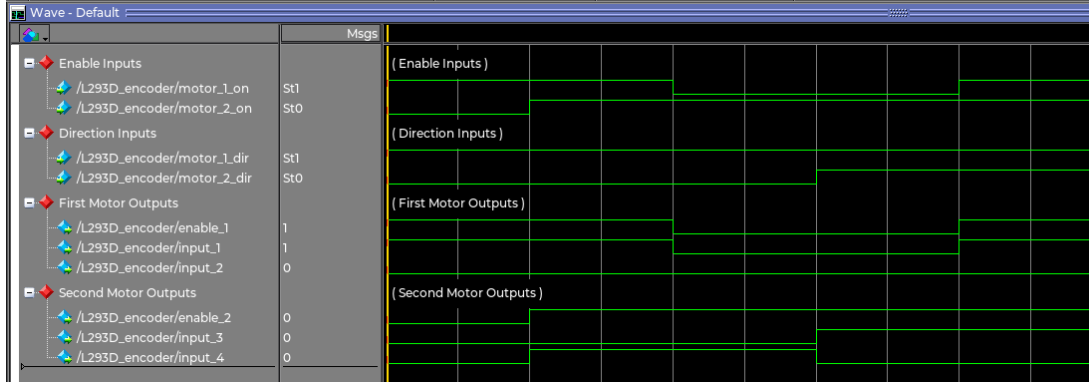 Wave - Default
Msgs
Enable Inputs
( Enable Inputs )
/L293D_encoder/motor_1_on St1
/L293D_encoder/motor_2_on St0
Direction Inputs
( Direction Inputs )
/L293D_encoder/motor_1_dir St1
/L293D_encoder/motor_2_dir St0
First Motor Outputs
( First Motor Outputs )
/L293D_encoder/enable_1 1
/L293D_encoder/input_1 1
/L293D_encoder/input_2 0
Second Motor Outputs
( Second Motor Outputs )
/L293D_encoder/enable_2 0
/L293D_encoder/input_3 0
/L293D_encoder/input_4 0